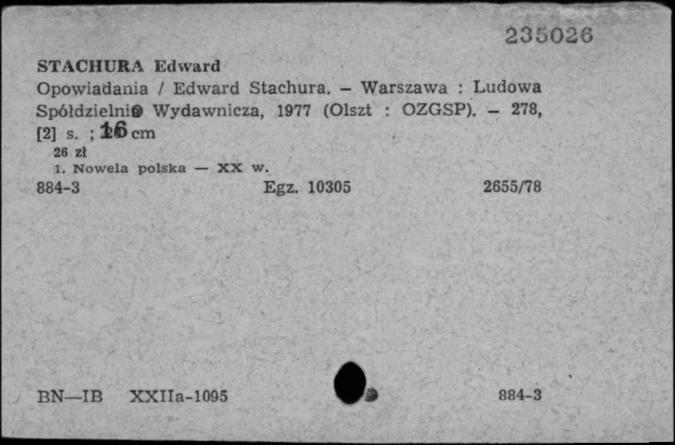 235026
STACHURA Edward
Opowiadania / Edward Stachura. – Warszawa : Ludowa
Spółdzielnia Wydawnicza, 1977 (Olszt : OZGSP). – 278,
[2] s. ; 16 cm
26 zł
1. Nowela polska — XX w.
884-3 Egz. 10305 2655/78
BN—IB XXIIa-1095 884-3